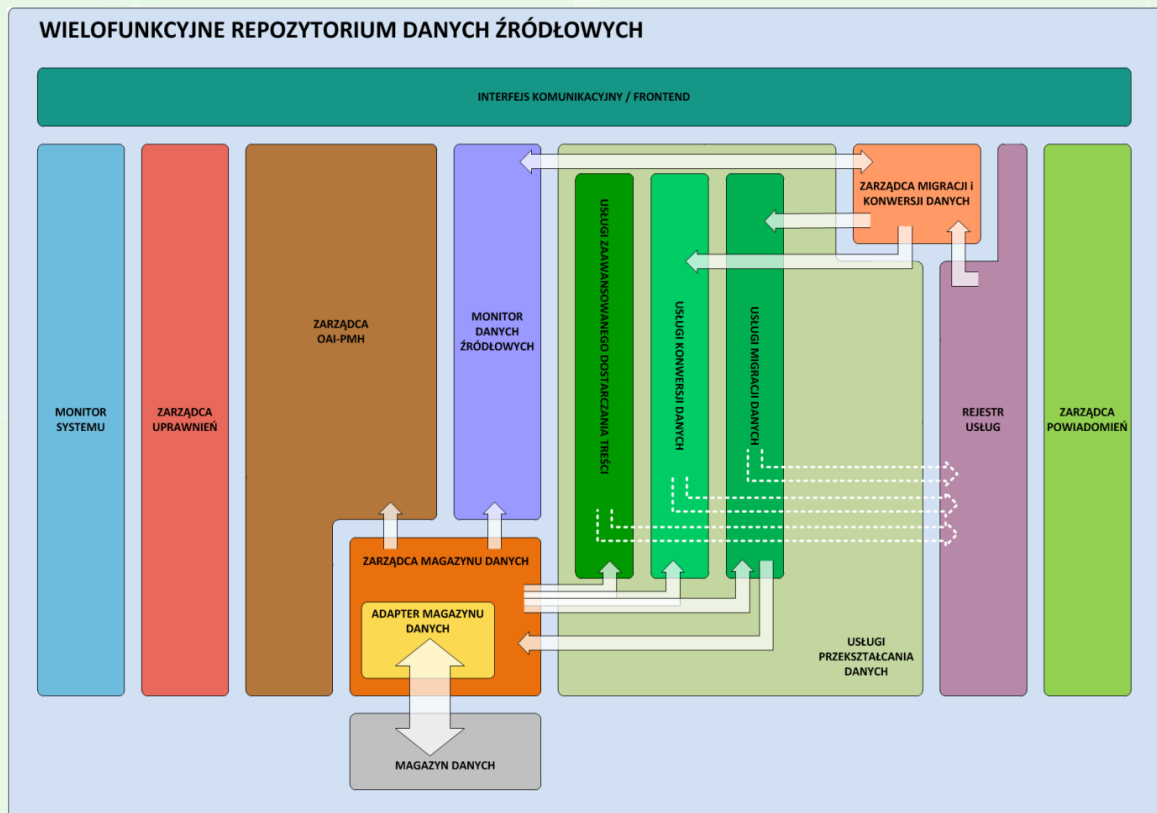 WIELOFUNKCYJNE REPOZYTORIUM DANYCH ŹRÓDŁOWYCH
INTERFEJS KOMUNIKACYJNY / FRONTEND
MONITOR
SYSTEMU
ZARZĄDCA
UPRAWNIEŃ
ZARZĄDCA
OAI-PMH
MONITOR
DANYCH
ŹRÓDŁOWYCH
USŁUGI ZAAWANSOWANEGO DOSTARCZANIA TREŚCI
USŁUGI KONWERSJI DANYCH
USŁUGI MIGRACJI DANYCH
ZARZĄDCA MIGRACJI i
KONWERSJI DANYCH
REJESTR
USŁUG
ZARZĄDCA
POWIADOMIEŃ
ZARZĄDCA MAGAZYNU DANYCH
ADAPTER MAGAZYNU
DANYCH
USŁUGI
PRZEKSZTAŁCANIA
DANYCH
MAGAZYN DANYCH